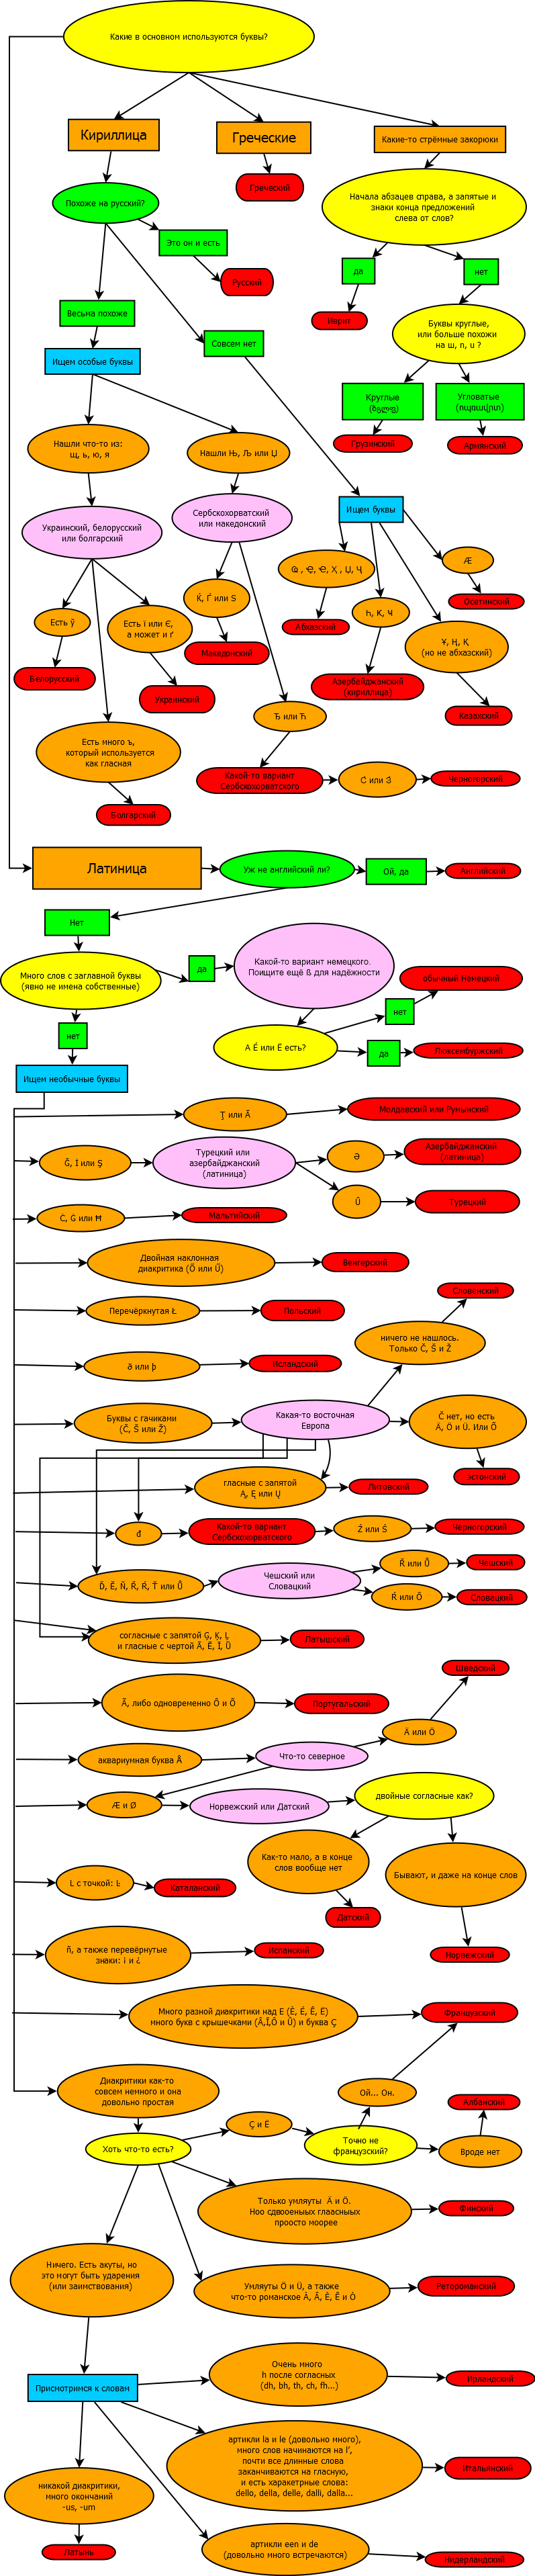 Какие в основном используются буквы?
Кириллица
Греческие
Какие-то стрёмные закорюки
Греческий
Похоже на русский?
Начала абзацев справа, а запятые и
знаки конца предложений
слева от слов?
Это он и есть
да
нет
Русский
Весьма похоже
Иврит
Буквы круглые,
или больше похожи
на ш, n, u ?
Совсем нет
Ищем особые буквы
Круглые
Угловатые
Грузинский
Армянский
Нашли что-то из:
щ, ь, ю, я
Нашли Њ, Љ или Џ
Ищем буквы
Украинский, белорусский
или болгарский
Сербскохорватский
или македонский
Ӕ
Осетинский
Ќ, Ѓ или Ѕ
Һ, Ҝ, Ҹ
Есть ў
Есть ї или Є,
а может и ґ
Абхазский
Ұ, Ң, Қ
(но не абхазский)
Македонский
Белорусский
Украинский
Азербайджанский
(кириллица)
Казахский
Ђ или Ћ
Есть много ъ,
который используется
как гласная
Какой-то вариант
Сербскохорватского
Ć или З́
Черногорский
Болгарский
Латиница
Уж не английский ли?
Ой, да
Английский
Нет
Много слов с заглавной буквы
(явно не имена собственные)
да
Какой-то вариант немецкого.
Поищите ещё ß для надёжности
обычный Немецкий
нет
нет
А É или Ë есть?
да
Люксембуржский
Ищем необычные буквы
Ţ или Ă
Молдавский или Румынский
Ğ, İ или Ş
Турецкий или
азербайджанский
(латиница)
Ə
Азербайджанский
(латиница)
Û
Турецкий
Ċ, Ġ или Ħ
Мальтийский
Двойная наклонная
диакритика (Ő или Ű)
Венгерский
Словенский
Перечёркнутая Ł
Польский
ничего не нашлось.
Только Č, Š и Ž
ð или þ
Исландский
Буквы с гачиками
(Č, Š или Ž)
Какая-то восточная
Европа
Č нет, но есть
Ä, Ö и Ü. Или Õ
Эстонский
гласные с запятой
Ą, Ę или Ų
Литовский
đ
Какой-то вариант
Сербскохорватского
Ź или Ś
Черногорский
Ď, Ě, Ň, Ř, Ŕ, Ť или Ů
Чешский или
Словацкий
Ř или Ů
Чешский
Ŕ или Ô
Словацкий
согласные с запятой Ģ, Ķ, Ļ
и гласные с чертой Ā, Ē, Ī, Ū
Латышский
Шведский
Ã, либо одновременно Ô и Õ
Португальский
Ä или Ö
аквариумная буква Å
Что-то северное
двойные согласные как?
Æ и Ø
Норвежский или Датский
Как-то мало, а в конце
слов вообще нет
Бывают, и даже на конце слов
L с точкой: Ŀ
Каталанский
Датский
Норвежский
ñ, а также перевёрнутые
знаки: ¡ и ¿
Испанский
Много разной диакритики над E (È, É, Ê, Ë)
много букв с крышечками (Â,Î,Ô и Û) и буква Ç
Французский
Диакритики как-то
совсем немного и она
довольно простая
Ой... Он.
Албанский
Ç и Ë
Точно не
французский?
Вроде нет
Хоть что-то есть?
Только умляуты Ä и Ö.
Ноо сдвооеныых глаасныых
проосто моорее
Финский
Ничего. Есть акуты, но
это могут быть ударения
(или заимствования)
Умляуты Ö и Ü, а также
что-то романское À, Â, È, Ê и Ò
Ретороманский
Присмотримся к словам
Очень много
h после согласных
(dh, bh, th, ch, fh...)
Ирландский
артикли la и le (довольно много),
много слов начинаются на l',
почти все длинные слова
заканчиваются на гласную,
и есть характерные слова:
dello, della, delle, dalli, dalla...
Итальянский
никакой диакритики,
много окончаний
-us, -um
Латынь
артикли een и de
(довольно много встречаются)
Нидерландский